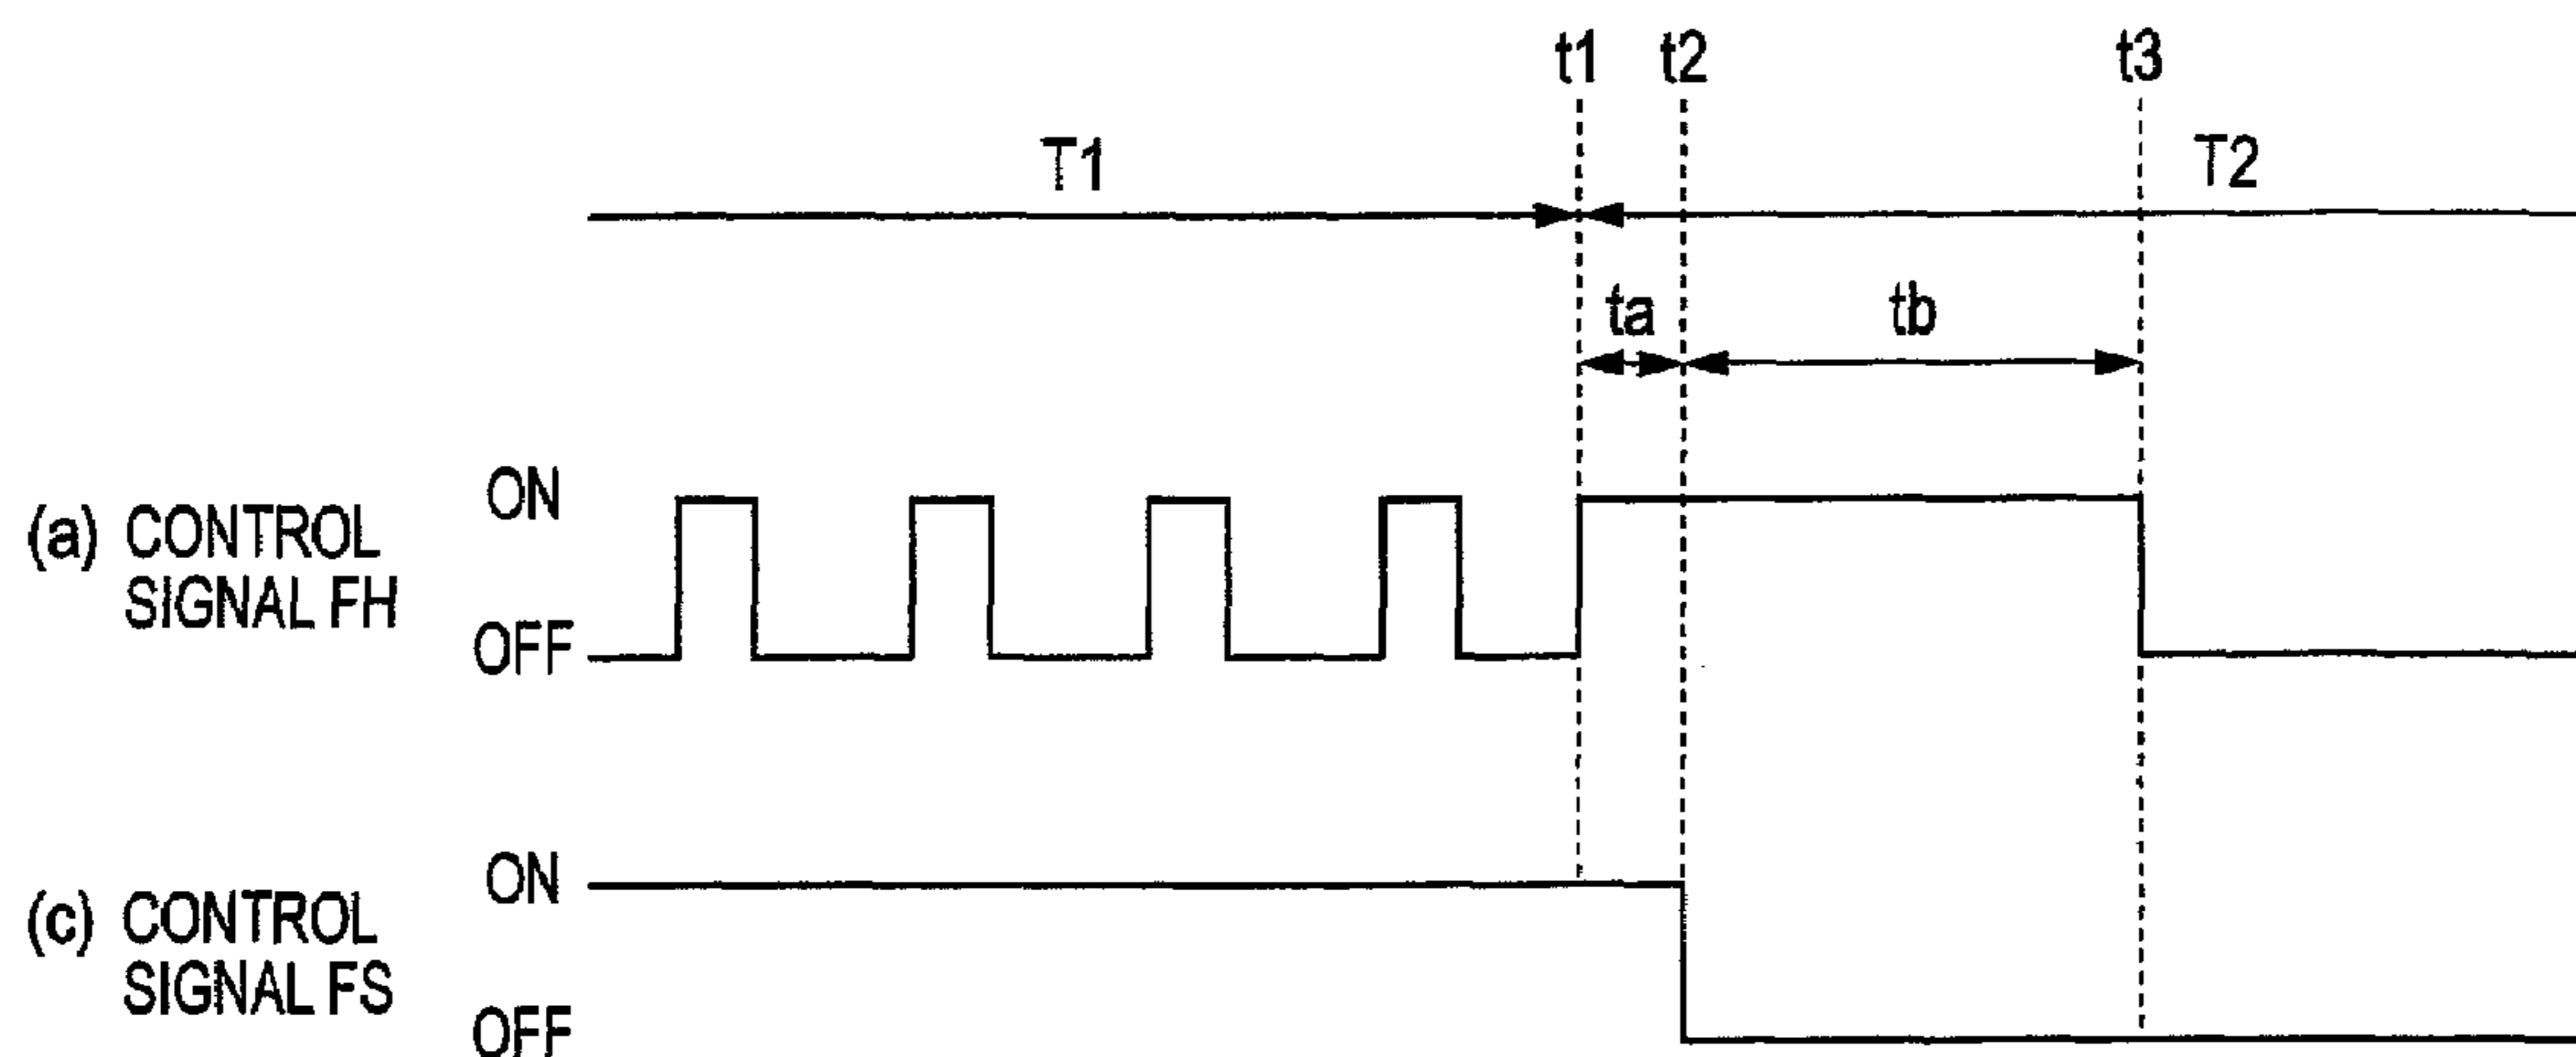 t1 t2 t3
T1 T2
ta tb
ON
(a) CONTROL
SIGNAL FH
OFF
ON
(c) CONTROL
SIGNAL FS
OFF